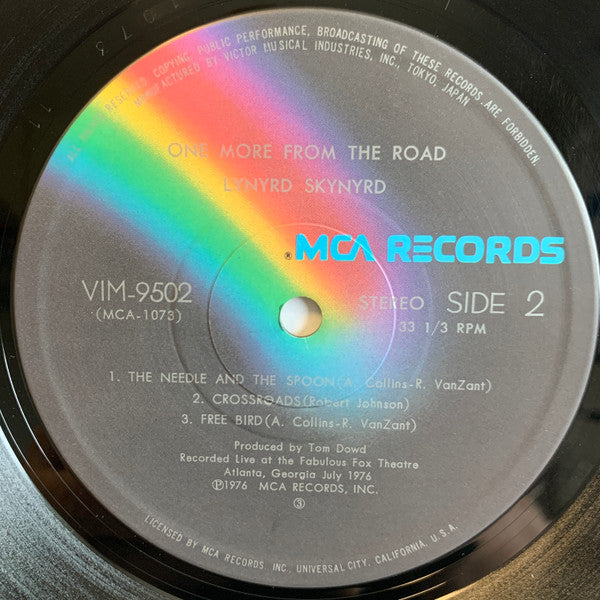 ALL RIGHTS RESERVED. COPYING, PUBLIC PERFORMANCE, BROADCASTING OF THESE RECORDS ARE FORBIDDEN.
MANUFACTURED BY VICTOR MUSICAL INDUSTRIES, INC., TOKYO, JAPAN
ONE MORE FROM THE ROAD
LYNYRD SKYNYRD
® MCA RECORDS
VIM-9502
(MCA-1073)
STEREO SIDE 2
33 1/3 RPM
1. THE NEEDLE AND THE SPOON (A. Collins-R. VanZant)
2. CROSSROADS (Robert Johnson)
3. FREE BIRD (A. Collins-R. VanZant)
Produced by Tom Dowd
Recorded Live at the Fabulous Fox Theatre
Atlanta, Georgia July 1976
Ⓟ1976 MCA RECORDS, INC.
③
LICENSED BY MCA RECORDS, INC., UNIVERSAL CITY, CALIFORNIA, U.S.A.